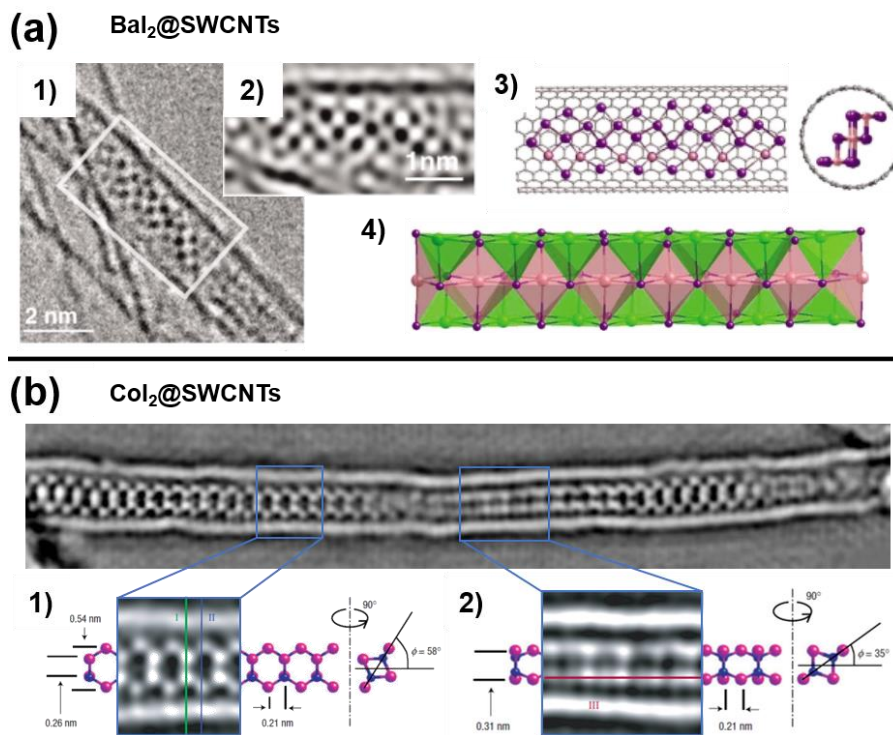 (a) BaI₂@SWCNTs
1)
2)
3)
1nm
4)
2 nm
(b) CoI₂@SWCNTs
1)
0.54 nm
0.26 nm
I
II
90°
ϕ = 58°
0.21 nm
2)
0.31 nm
III
90°
ϕ = 35°
0.21 nm